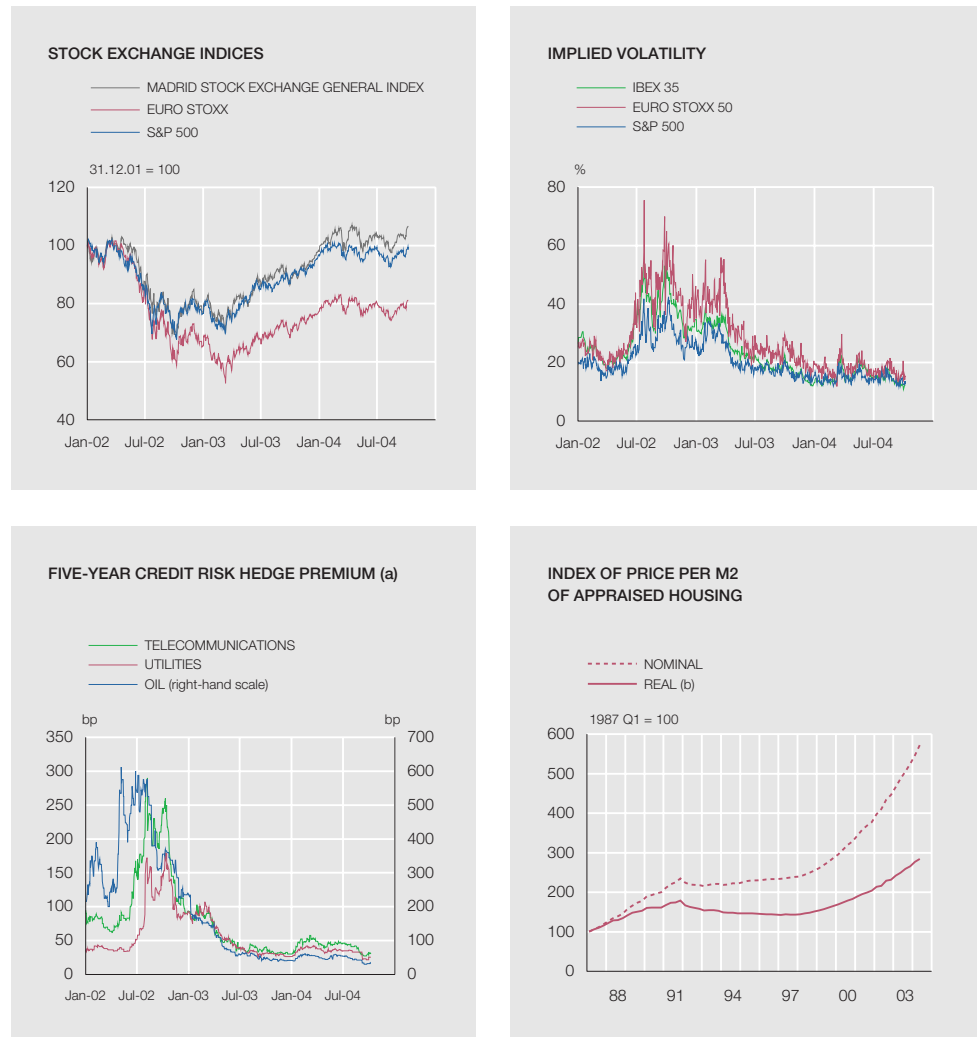 STOCK EXCHANGE INDICES
MADRID STOCK EXCHANGE GENERAL INDEX
EURO STOXX
S&P 500
31.12.01 = 100
120
100
80
60
40
Jan-02 Jul-02 Jan-03 Jul-03 Jan-04 Jul-04
IMPLIED VOLATILITY
IBEX 35
EURO STOXX 50
S&P 500
%
80
60
40
20
0
Jan-02 Jul-02 Jan-03 Jul-03 Jan-04 Jul-04
FIVE-YEAR CREDIT RISK HEDGE PREMIUM (a)
TELECOMMUNICATIONS
UTILITIES
OIL (right-hand scale)
bp bp
350 700
300 600
250 500
200 400
150 300
100 200
50 100
0 0
Jan-02 Jul-02 Jan-03 Jul-03 Jan-04 Jul-04
INDEX OF PRICE PER M2
OF APPRAISED HOUSING
NOMINAL
REAL (b)
1987 Q1 = 100
600
500
400
300
200
100
0
88 91 94 97 00 03